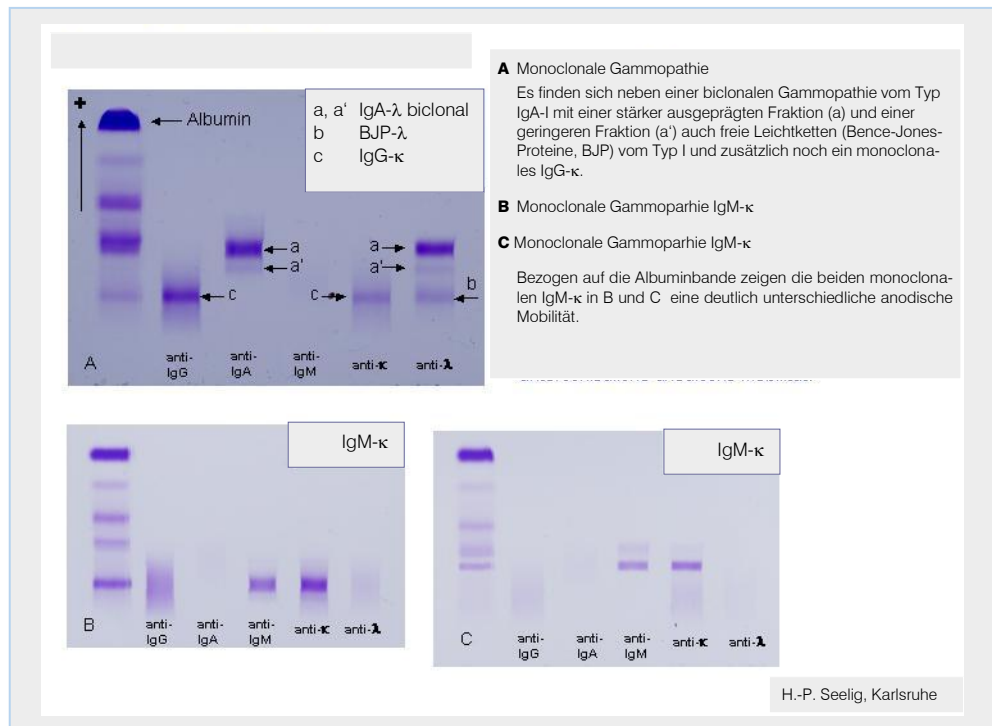 A Monoclonale Gammopathie
Es finden sich neben einer biclonalen Gammopathie vom Typ
IgA-l mit einer stärker ausgeprägten Fraktion (a) und einer
geringeren Fraktion (a‘) auch freie Leichtketten (Bence-Jones-
Proteine, BJP) vom Typ l und zusätzlich noch ein monoclona-
les IgG-κ.
B Monoclonale Gammoparhie IgM-κ
C Monoclonale Gammoparhie IgM-κ
Bezogen auf die Albuminbande zeigen die beiden monoclona-
len IgM-κ in B und C eine deutlich unterschiedliche anodische
Mobilität.
+
Albumin
a, a‘ IgA-λ biclonal
b BJP-λ
c IgG-κ
a a
a' a'
c c b
A
anti-IgG anti-IgA anti-IgM anti-κ anti-λ
IgM-κ
B
anti-IgG anti-IgA anti-IgM anti-κ anti-λ
IgM-κ
C
anti-IgG anti-IgA anti-IgM anti-κ anti-λ
H.-P. Seelig, Karlsruhe